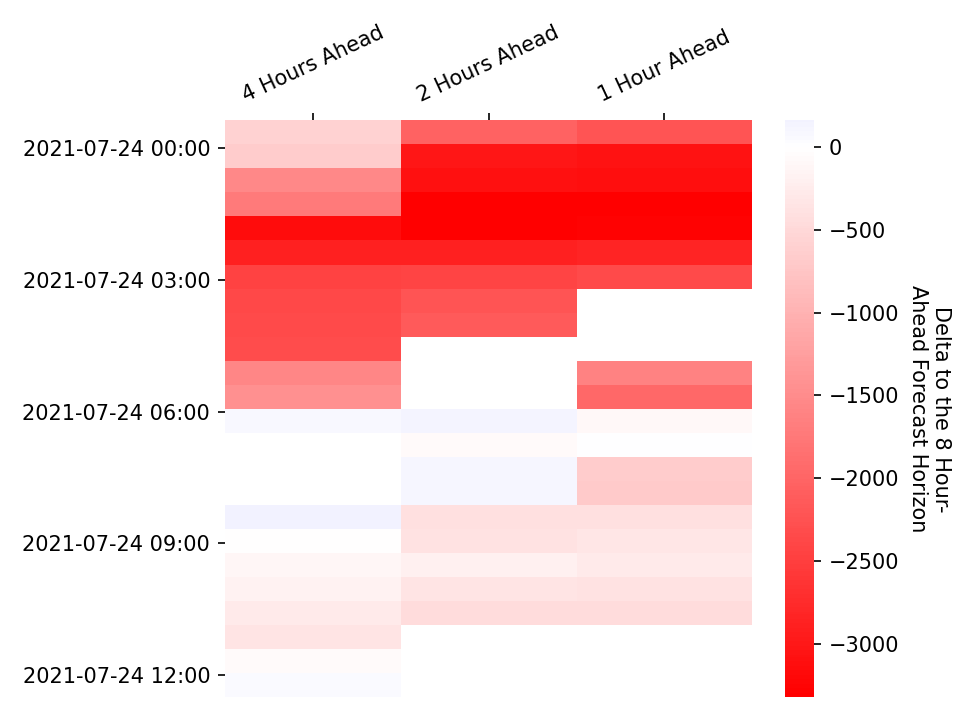 4 Hours Ahead
2 Hours Ahead
1 Hour Ahead
2021-07-24 00:00
2021-07-24 03:00
2021-07-24 06:00
2021-07-24 09:00
2021-07-24 12:00
0
−500
−1000
−1500
−2000
−2500
−3000
Delta to the 8 Hour-
Ahead Forecast Horizon